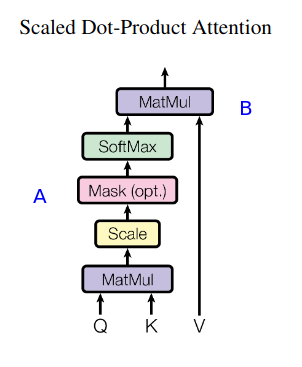 Scaled Dot-Product Attention
MatMul
B
SoftMax
Mask (opt.)
A
Scale
MatMul
Q K V